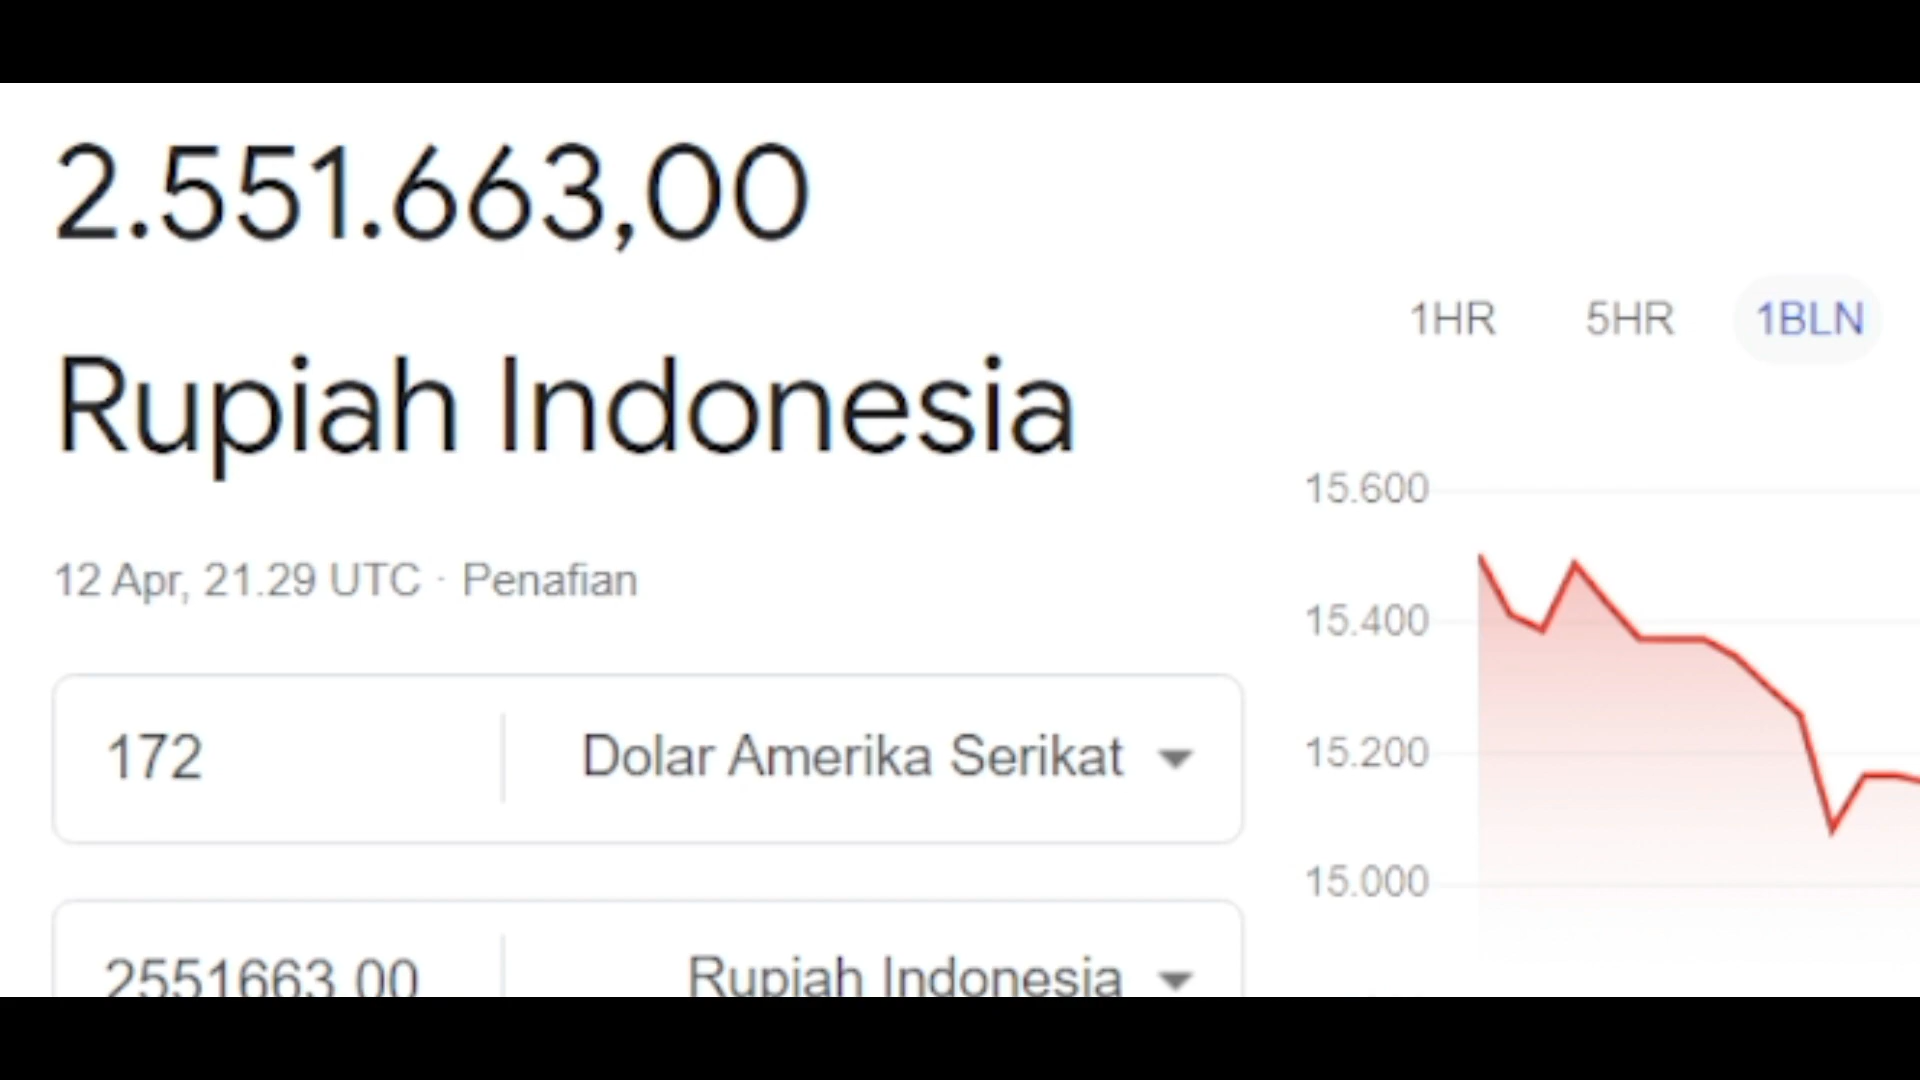 2.551.663,00
Rupiah Indonesia
12 Apr, 21.29 UTC · Penafian
172 Dolar Amerika Serikat
2551663.00 Rupiah Indonesia
1HR 5HR 1BLN
15.600
15.400
15.200
15.000